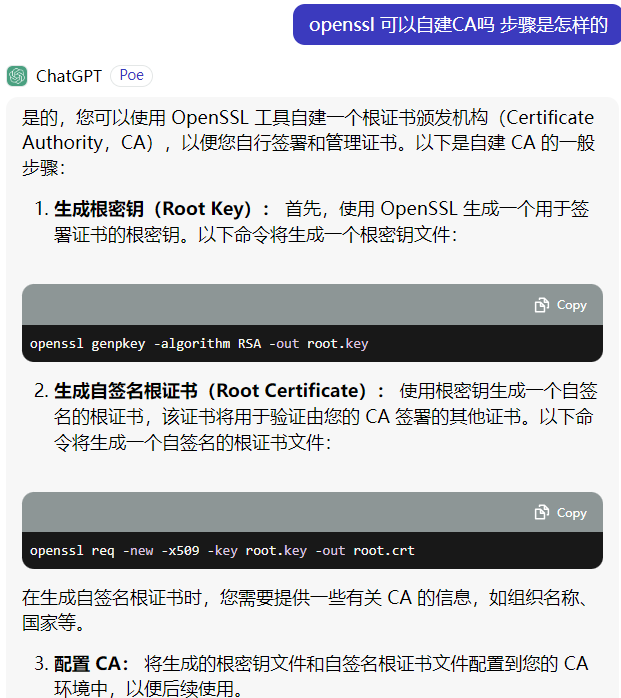 openssl 可以自建CA吗 步骤是怎样的
ChatGPT Poe
是的，您可以使用 OpenSSL 工具自建一个根证书颁发机构（Certificate
Authority，CA），以便您自行签署和管理证书。以下是自建 CA 的一般
步骤：
1. 生成根密钥（Root Key）： 首先，使用 OpenSSL 生成一个用于签
署证书的根密钥。以下命令将生成一个根密钥文件：
Copy
openssl genpkey -algorithm RSA -out root.key
2. 生成自签名根证书（Root Certificate）： 使用根密钥生成一个自签
名的根证书，该证书将用于验证由您的 CA 签署的其他证书。以下命
令将生成一个自签名的根证书文件：
Copy
openssl req -new -x509 -key root.key -out root.crt
在生成自签名根证书时，您需要提供一些有关 CA 的信息，如组织名称、
国家等。
3. 配置 CA： 将生成的根密钥文件和自签名根证书文件配置到您的 CA
环境中，以便后续使用。